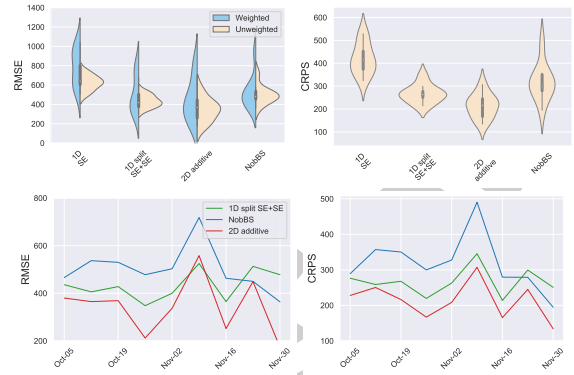 1400
1200
1000
800
600
400
200
0
RMSE
Weighted
Unweighted
1D
SE
1D split
SE+SE
2D additive
NobBS
600
500
400
300
200
100
CRPS
1D
SE
1D split
SE+SE
2D
additive
NobBS
800
600
400
200
RMSE
1D split SE+SE
NobBS
2D additive
Oct-05
Oct-19
Nov-02
Nov-16
Nov-30
500
400
300
200
100
CRPS
Oct-05
Oct-19
Nov-02
Nov-16
Nov-30